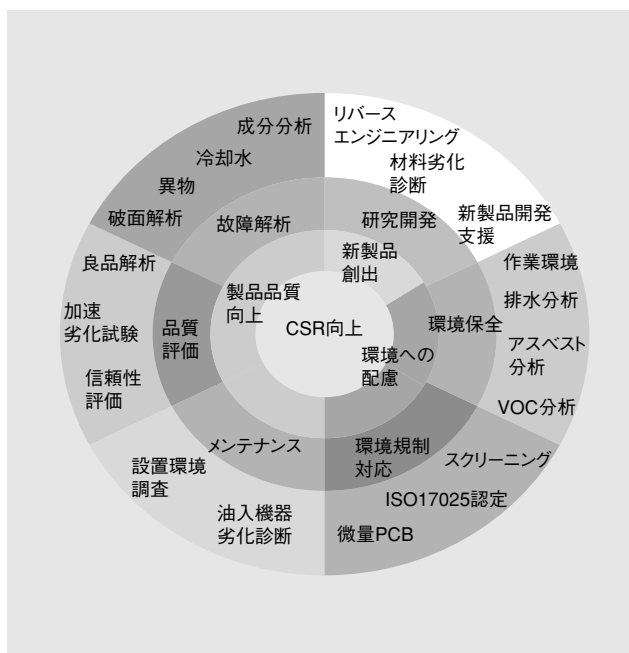 成分分析
冷却水
異物
破面解析
リバース
エンジニアリング
材料劣化
診断
新製品開発
支援
故障解析
研究開発
良品解析
加速
劣化試験
信頼性
評価
品質
評価
製品品質
向上
新製品
創出
CSR向上
環境への
配慮
環境保全
作業環境
排水分析
アスベスト
分析
VOC分析
メンテナンス
環境規制
対応
設置環境
調査
油入機器
劣化診断
スクリーニング
ISO17025認定
微量PCB